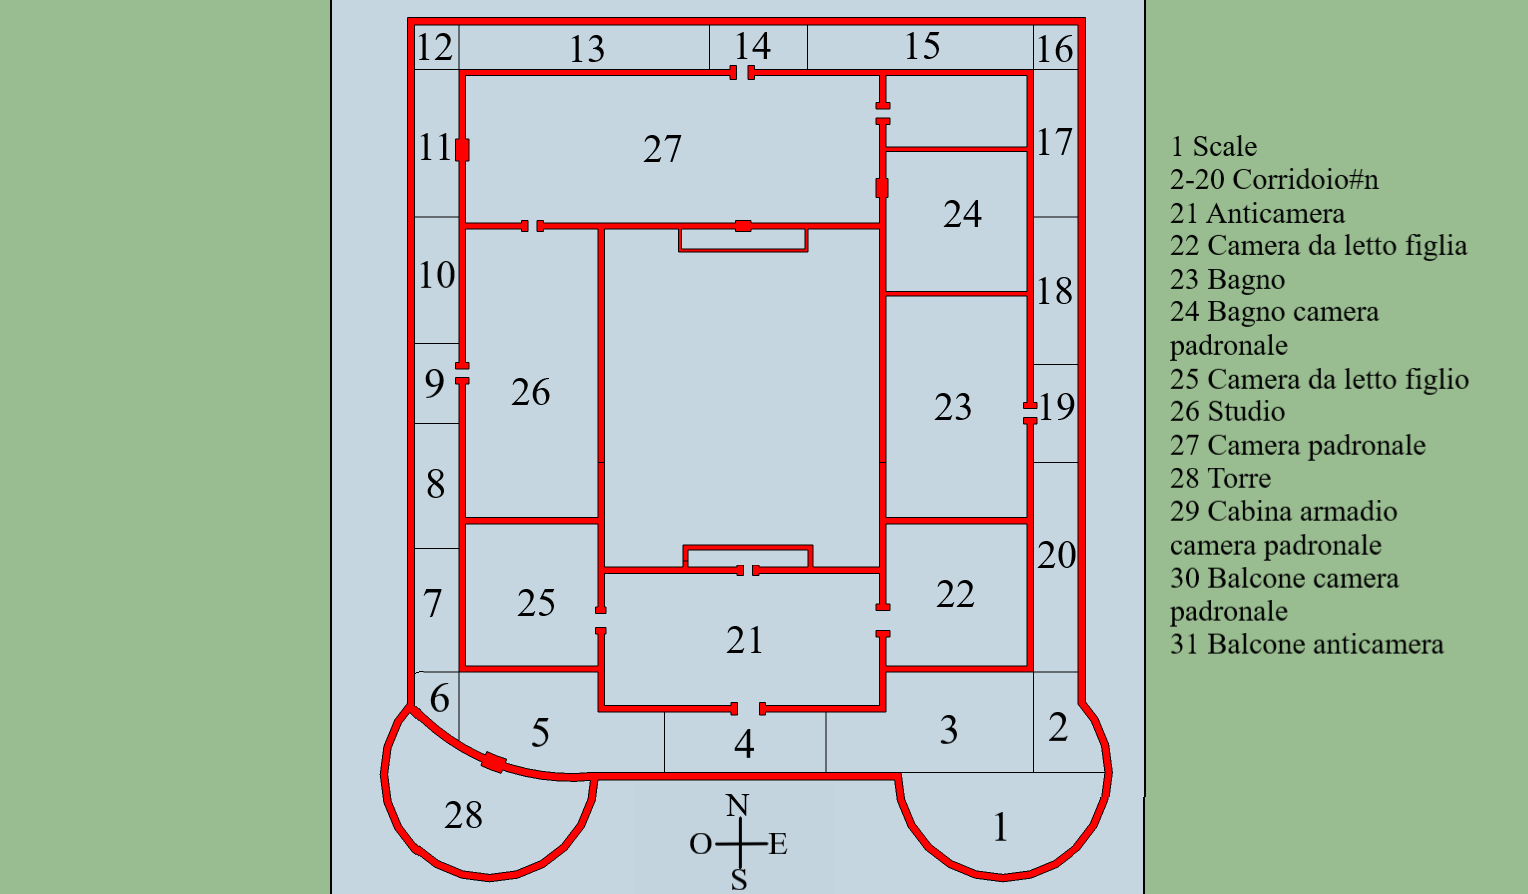 12 13 14 15 16
11 27 17
24
10 18
9 26 23 19
8
20
7 25 22
21
6 5 4 3 2
28 1
N
O E
S
1 Scale
2-20 Corridoio#n
21 Anticamera
22 Camera da letto figlia
23 Bagno
24 Bagno camera
padronale
25 Camera da letto figlio
26 Studio
27 Camera padronale
28 Torre
29 Cabina armadio
camera padronale
30 Balcone camera
padronale
31 Balcone anticamera